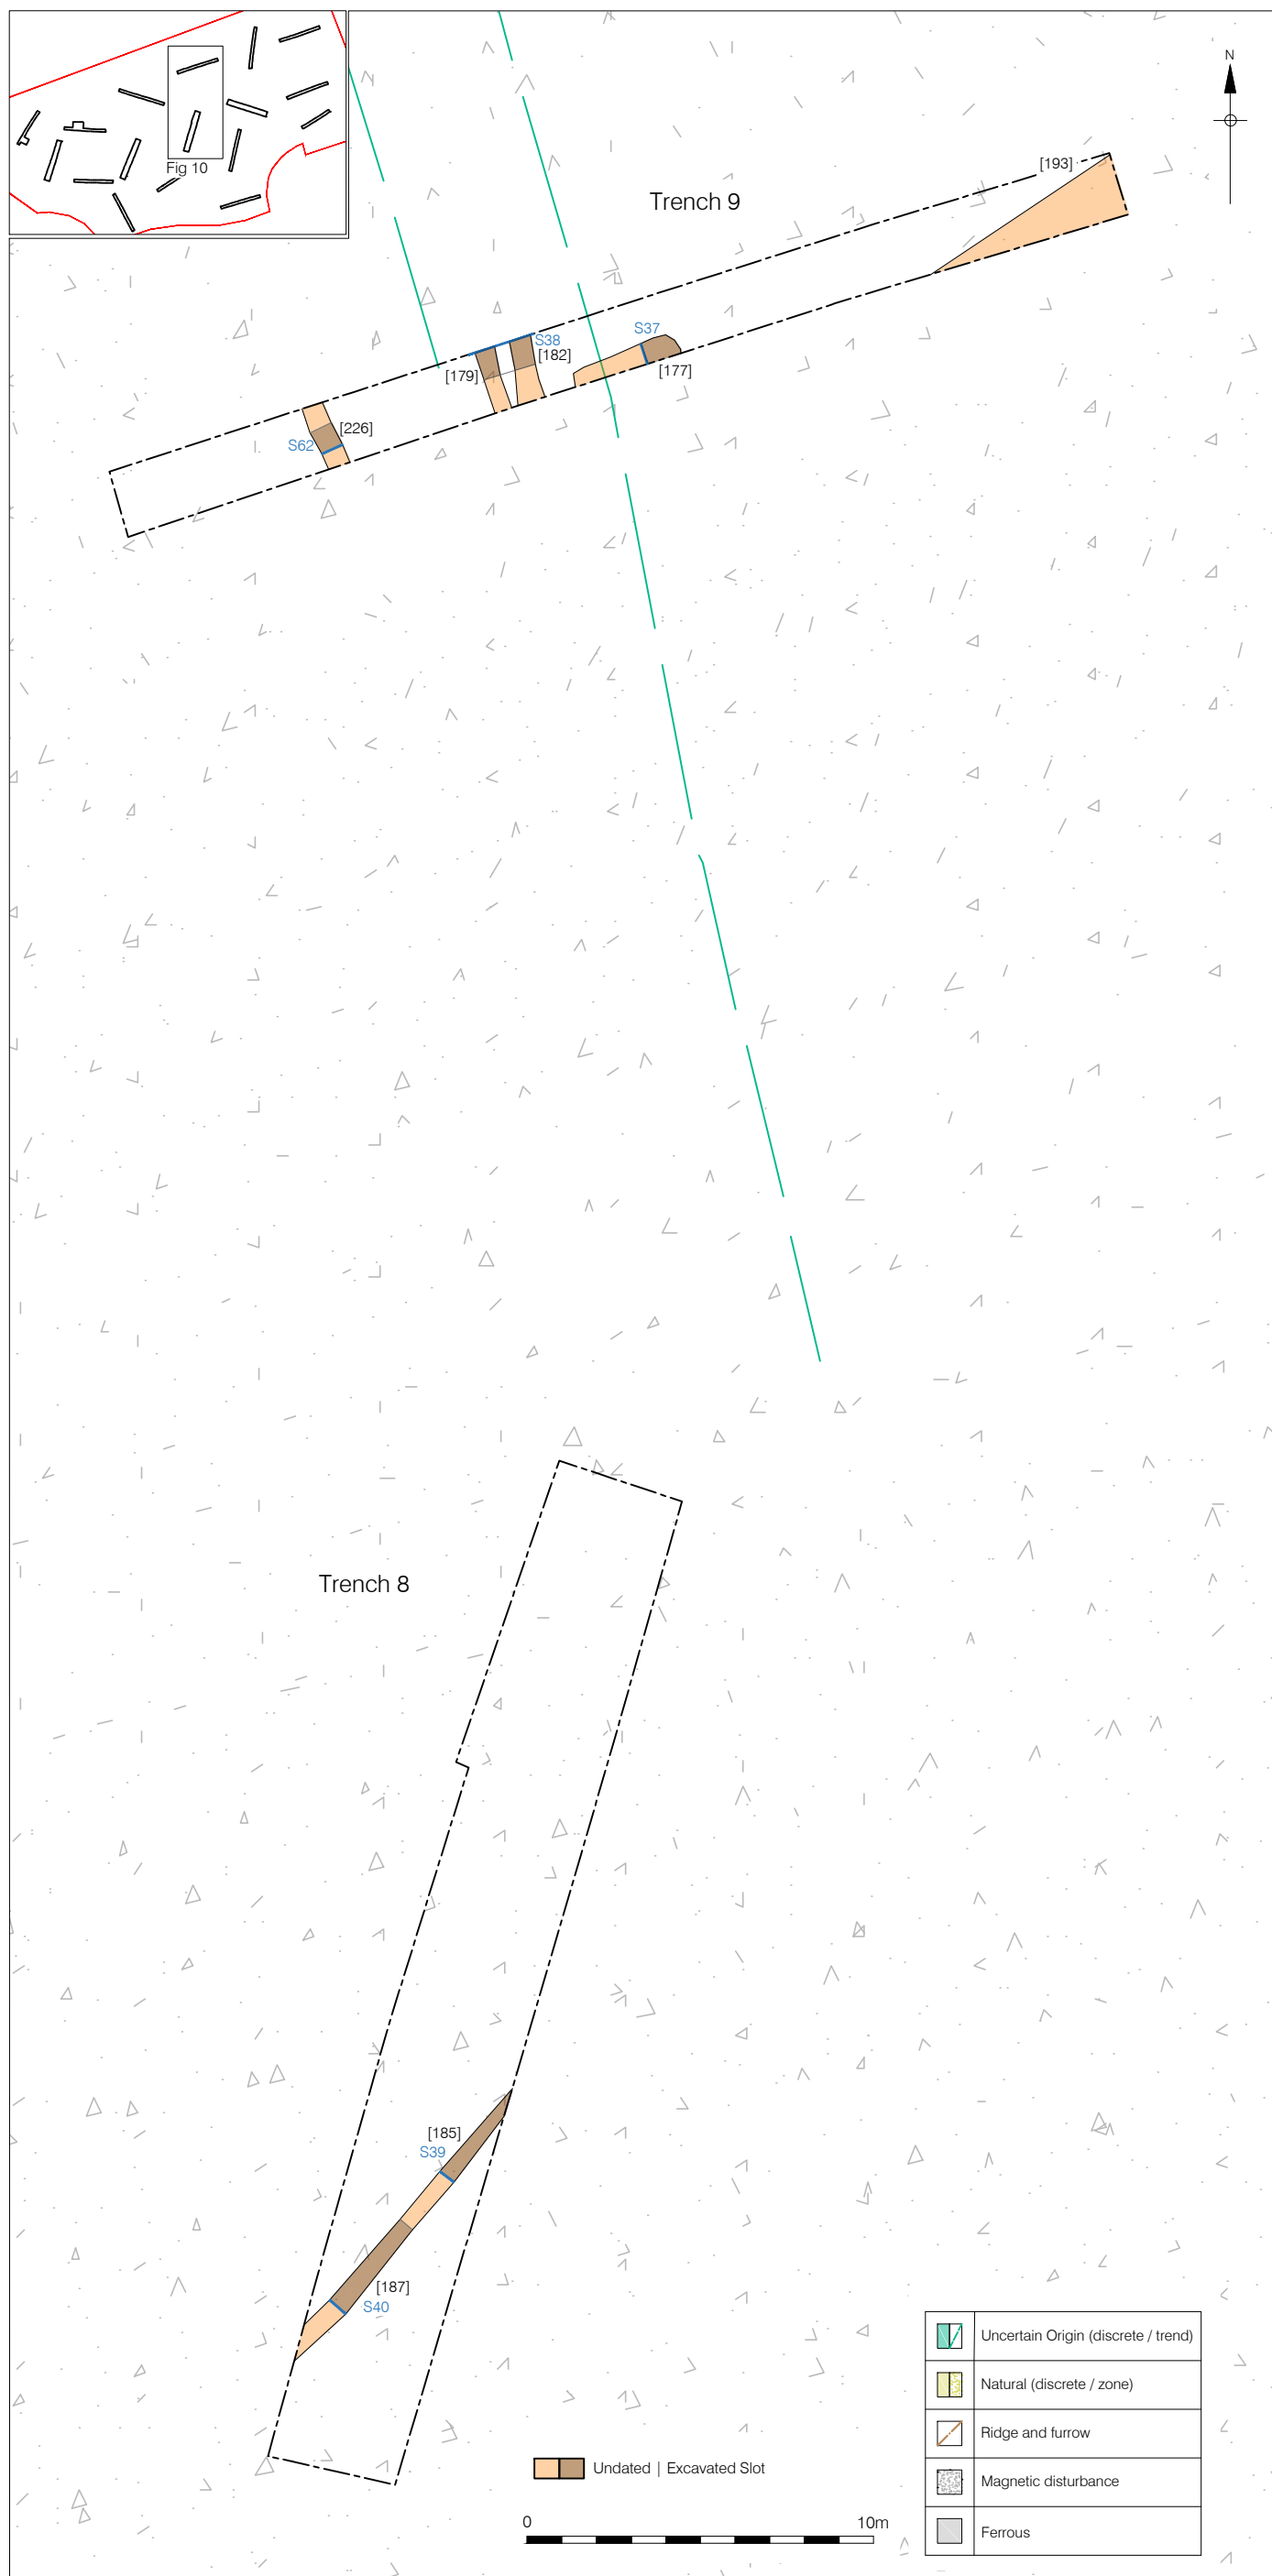 Fig 10
N
Trench 9
[193]
S37
S38
[182]
[179]
[177]
[226]
S62
Trench 8
[185]
S39
[187]
S40
Uncertain Origin (discrete / trend)
Natural (discrete / zone)
Ridge and furrow
Magnetic disturbance
Ferrous
Undated | Excavated Slot
0 10m